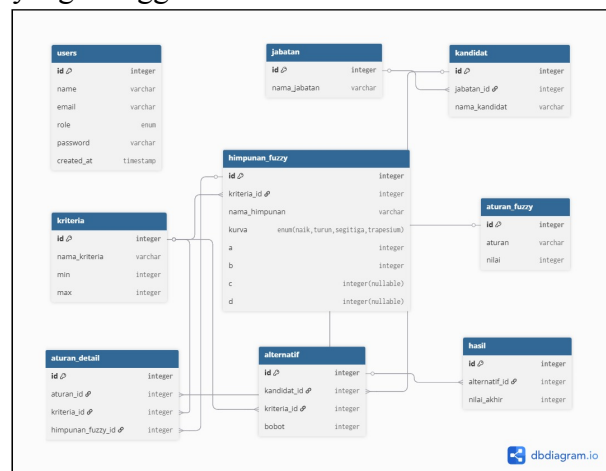 users
id integer
name varchar
email varchar
role enum
password varchar
created_at timestamp
jabatan
id integer
nama_jabatan varchar
kandidat
id integer
jabatan_id integer
nama_kandidat varchar
himpunan_fuzzy
id integer
kriteria_id integer
nama_himpunan varchar
kurva enum(naik,turun,segitiga,trapesium)
a integer
b integer
c integer(nullable)
d integer(nullable)
aturan_fuzzy
id integer
aturan varchar
nilai integer
kriteria
id integer
nama_kriteria varchar
min integer
max integer
aturan_detail
id integer
aturan_id integer
kriteria_id integer
himpunan_fuzzy_id integer
alternatif
id integer
kandidat_id integer
kriteria_id integer
bobot integer
hasil
id integer
alternatif_id integer
nilai_akhir integer
dbdiagram.io